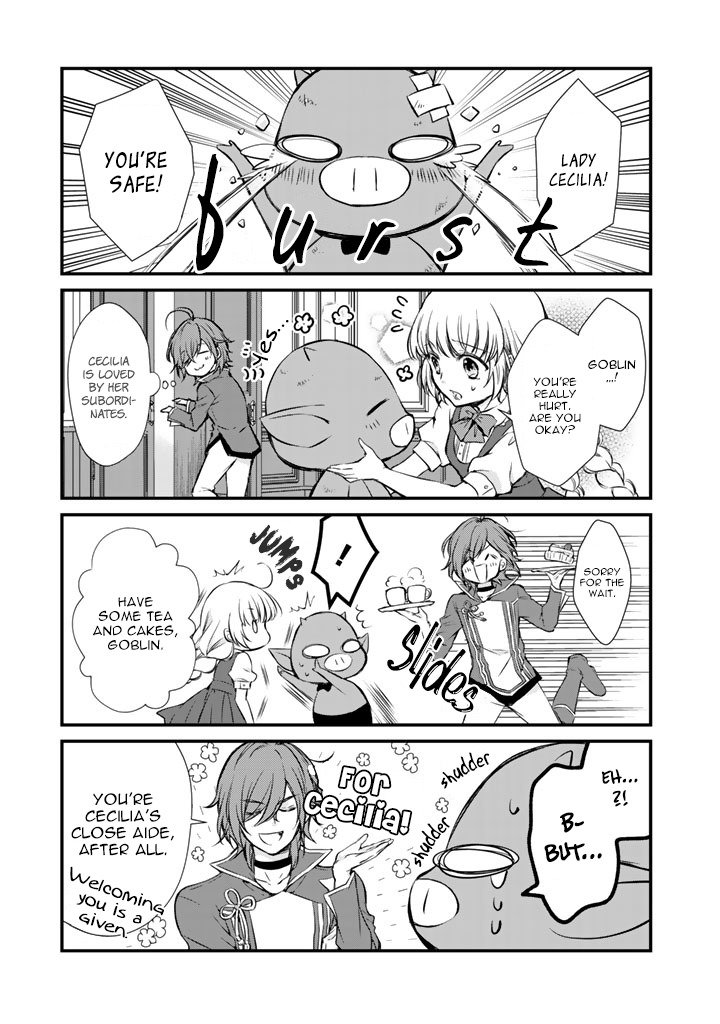 LADY
CECILIA!
YOU'RE
SAFE!
burst
GOBLIN
...!
YOU'RE
REALLY
HURT.
ARE YOU
OKAY?
Yes...
CECILIA
IS LOVED
BY HER
SUBORDI-
NATES.
SORRY
FOR THE
WAIT.
slides
!
JUMPS
HAVE
SOME TEA
AND CAKES,
GOBLIN.
EH...
?!
B-
BUT...
shudder
shudder
FOR
CECILIA!
YOU'RE
CECILIA'S
CLOSE AIDE,
AFTER ALL.
Welcoming
you is a
given.